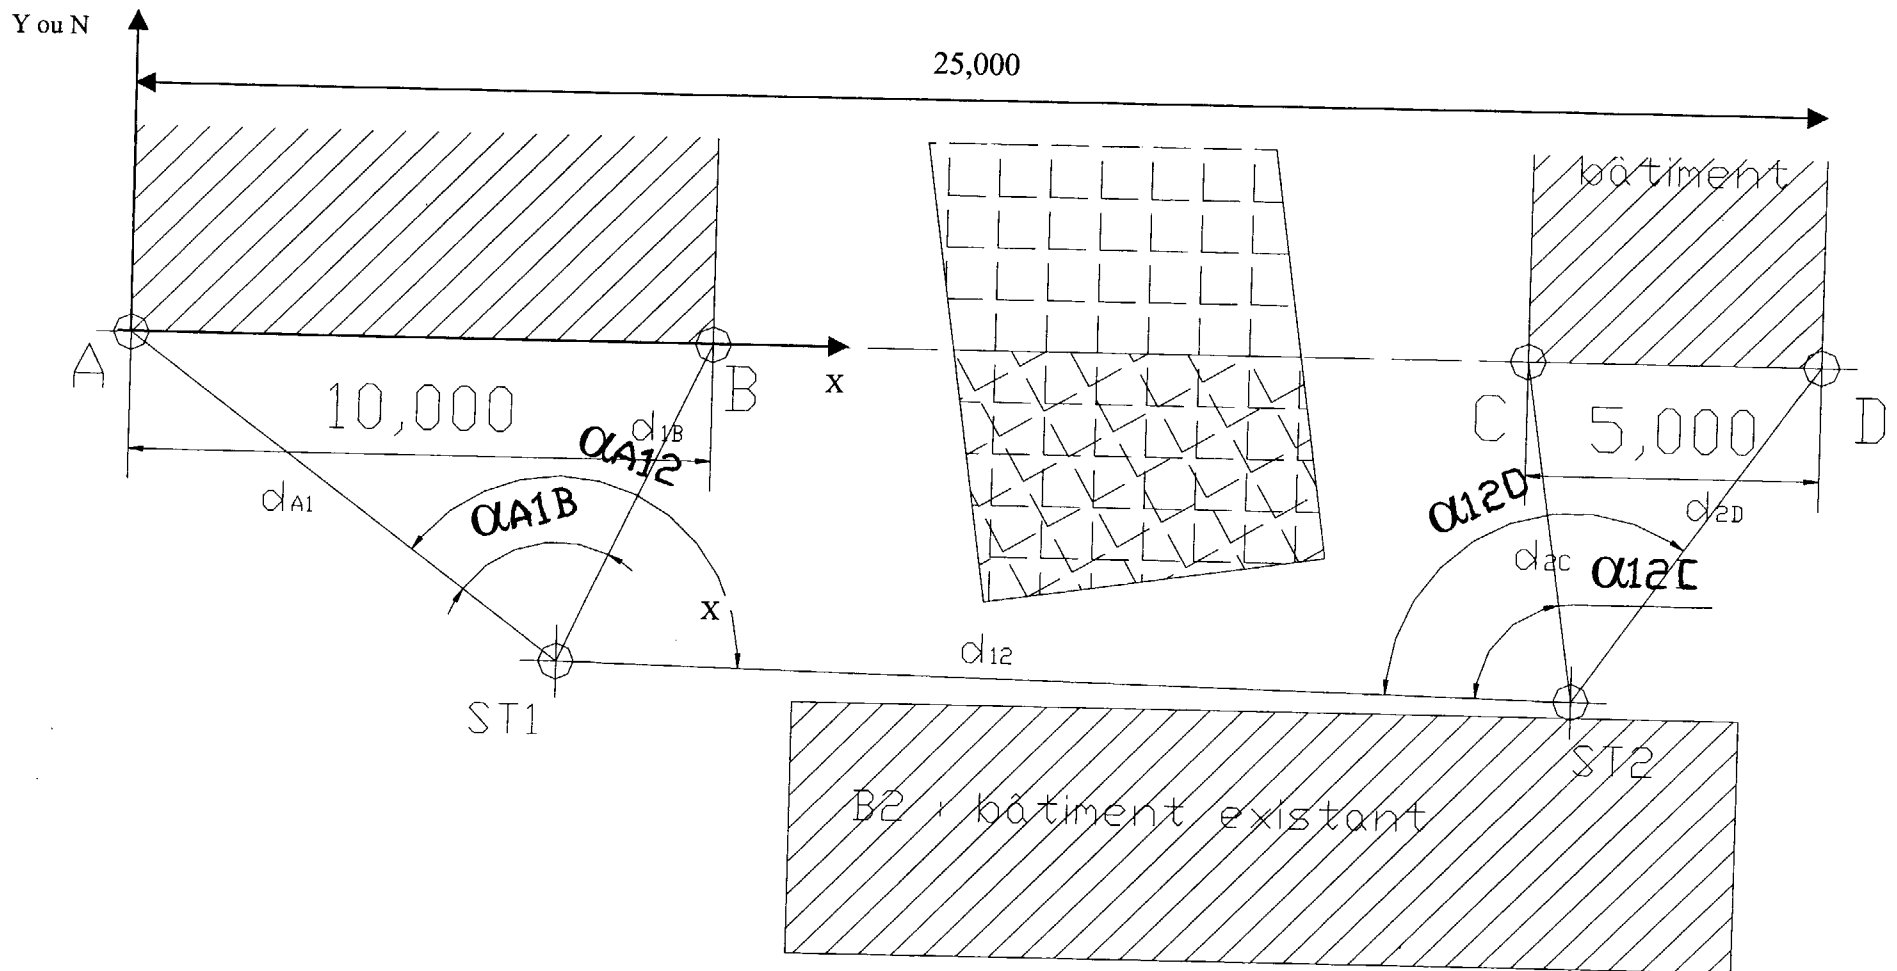 Y ou N
25,000
bâtiment
A
B
x
C
D
10,000
5,000
d1B
αA12
dA1
αA1B
α12D
d2D
d2C
α12C
x
d12
ST1
ST2
B2 : bâtiment existant